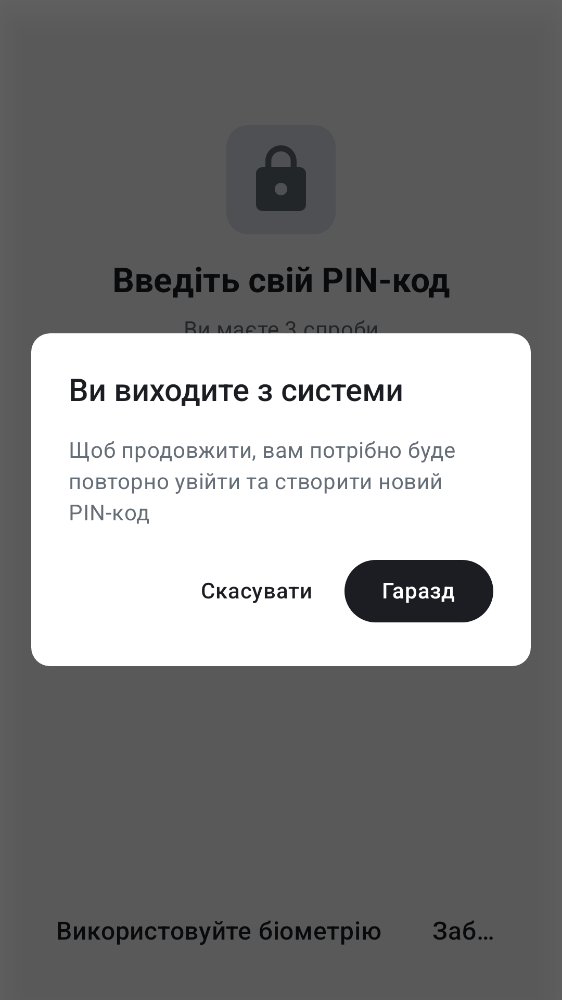 Введіть свій PIN-код
Ви маєте 3 спроби
Ви виходите з системи
Щоб продовжити, вам потрібно буде
повторно увійти та створити новий
PIN-код
Скасувати
Гаразд
Використовуйте біометрію
Заб...